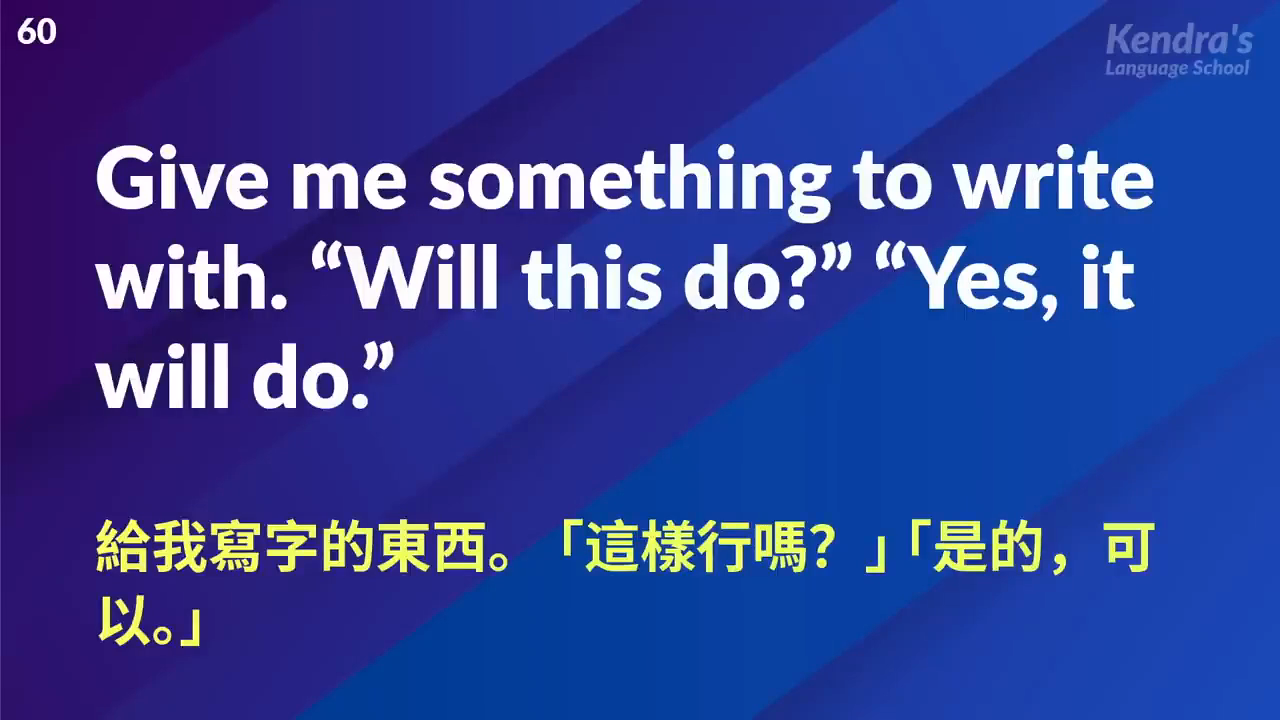 60
Kendra's
Language School
Give me something to write
with. “Will this do?” “Yes, it
will do.”
給我寫字的東西。「這樣行嗎？」「是的，可
以。」